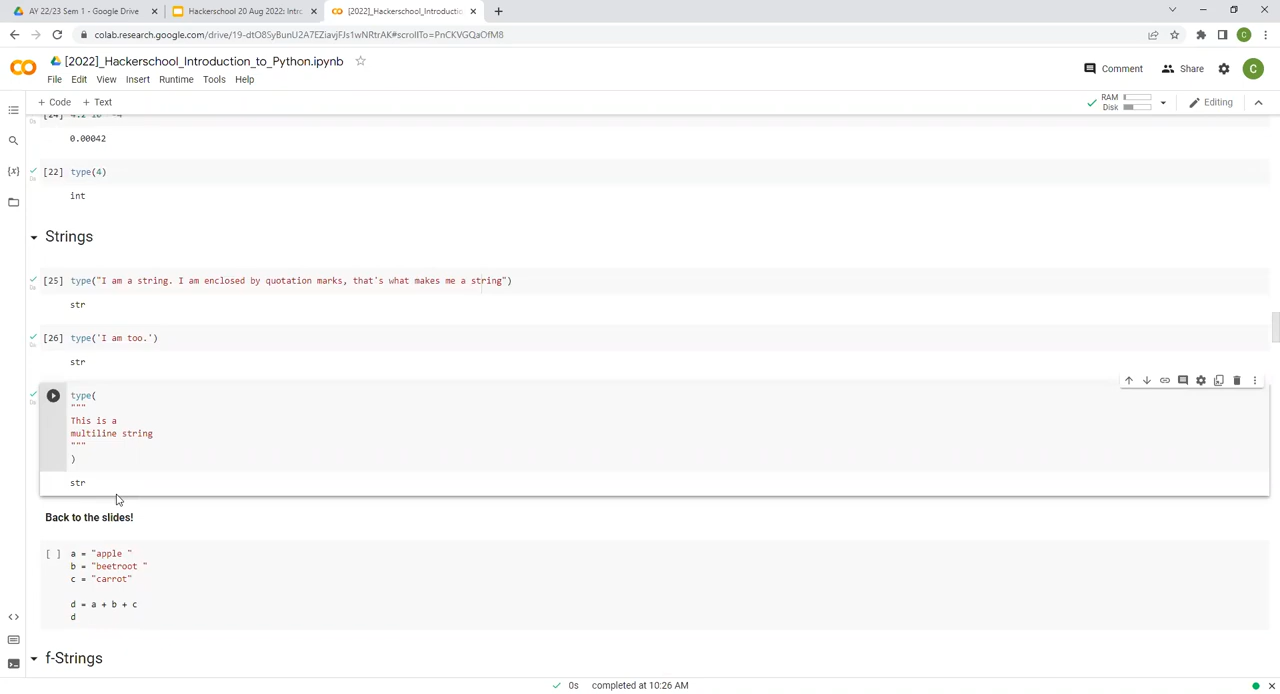 AY 22/23 Sem 1 - Google Drive
Hackerschool 20 Aug 2022: Intro
[2022]_Hackerschool_Introductio
colab.research.google.com/drive/19-dtO8SyBunU2A7EZiavjFJs1wNRtrAK#scrollTo=PnCKVGQaOfM8
C
[2022]_Hackerschool_Introduction_to_Python.ipynb
File Edit View Insert Runtime Tools Help
Comment Share C
+ Code + Text
RAM
Disk
Editing
0.00042
[22] type(4)
int
Strings
[25] type("I am a string. I am enclosed by quotation marks, that's what makes me a string")
str
[26] type('I am too.')
str
type(
"""
This is a
multiline string
"""
)
str
Back to the slides!
[ ] a = "apple "
b = "beetroot "
c = "carrot"
d = a + b + c
d
f-Strings
0s completed at 10:26 AM